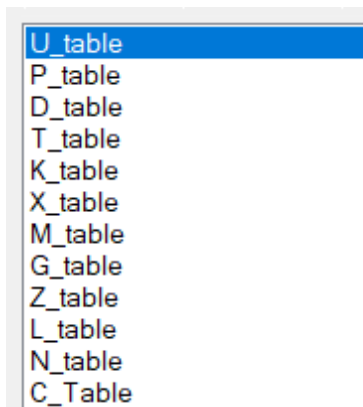 U_table
P_table
D_table
T_table
K_table
X_table
M_table
G_table
Z_table
L_table
N_table
C_Table